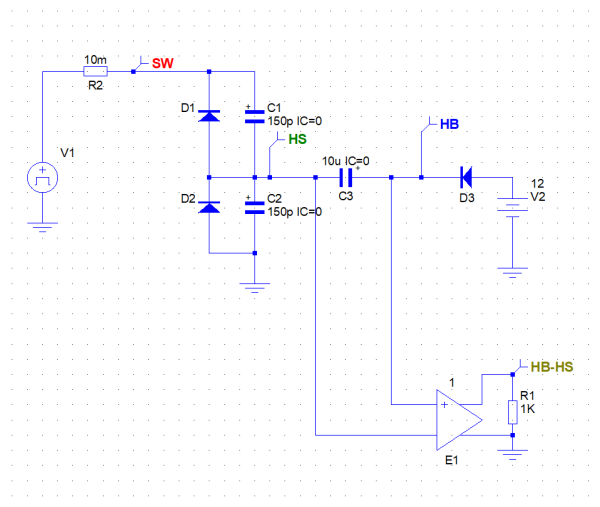 10m
SW
R2
D1
C1
150p IC=0
HS
HB
V1
10u IC=0
12
V2
D2
C2
150p IC=0
C3
D3
HB-HS
1
R1
1K
E1